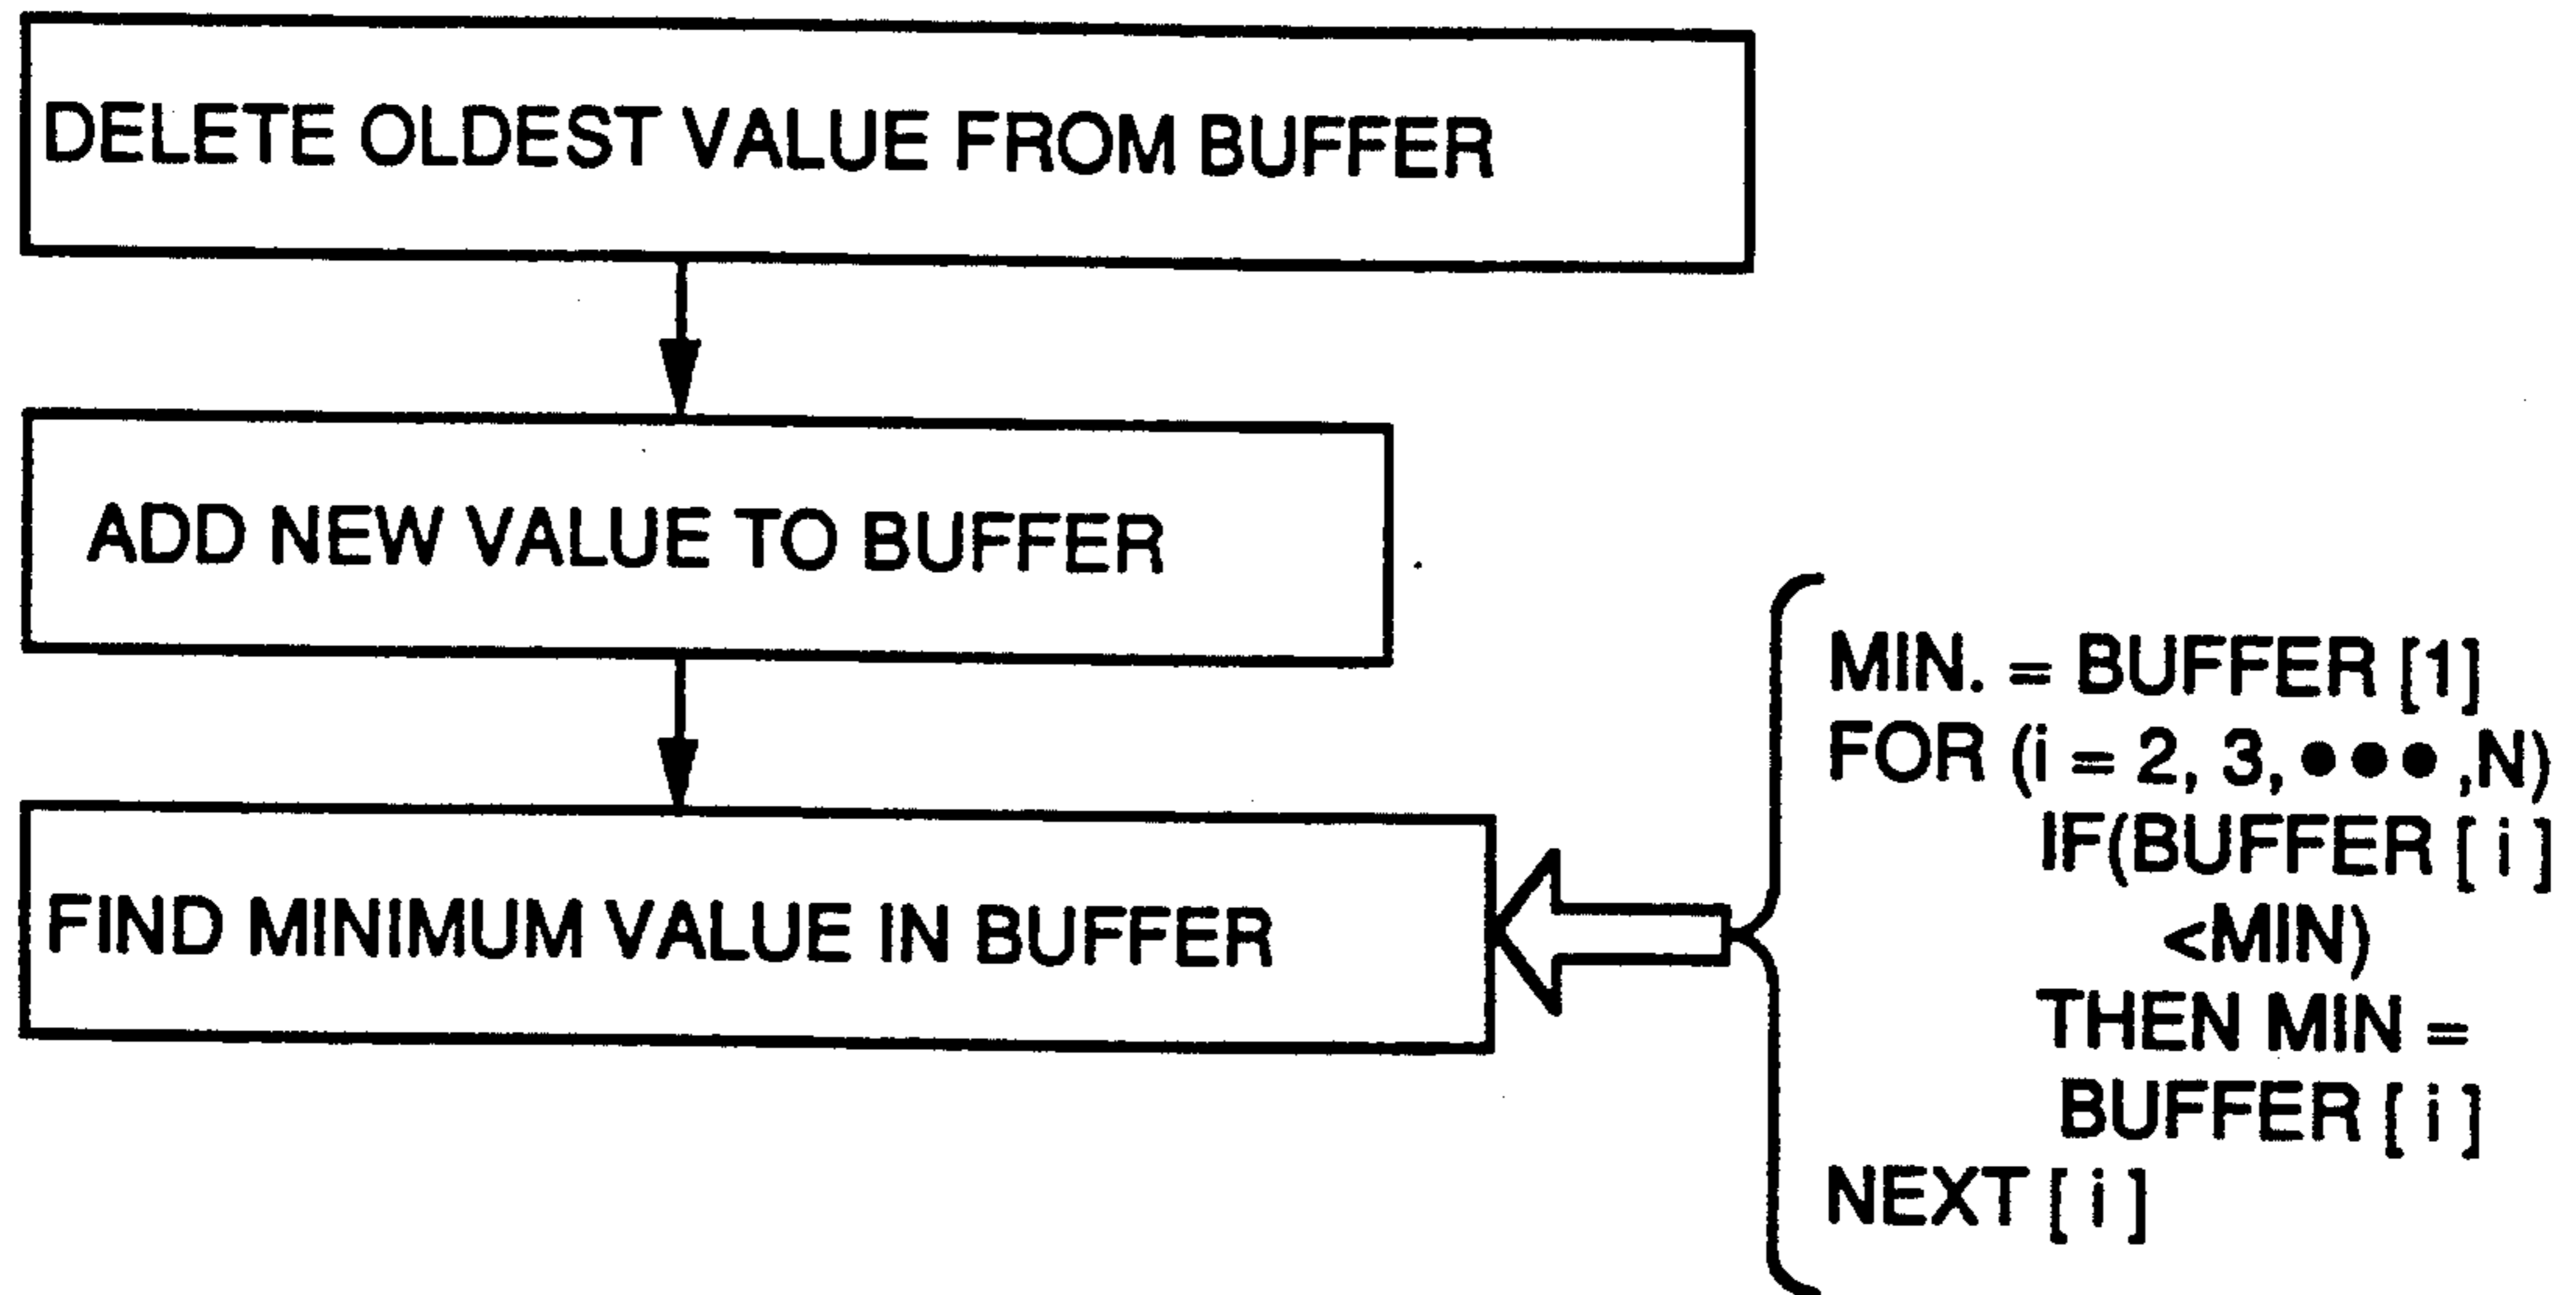 DELETE OLDEST VALUE FROM BUFFER
ADD NEW VALUE TO BUFFER
FIND MINIMUM VALUE IN BUFFER
MIN. = BUFFER [1]
FOR (i = 2, 3, ●●● ,N)
IF(BUFFER [ i ]
<MIN)
THEN MIN =
BUFFER [ i ]
NEXT [ i ]